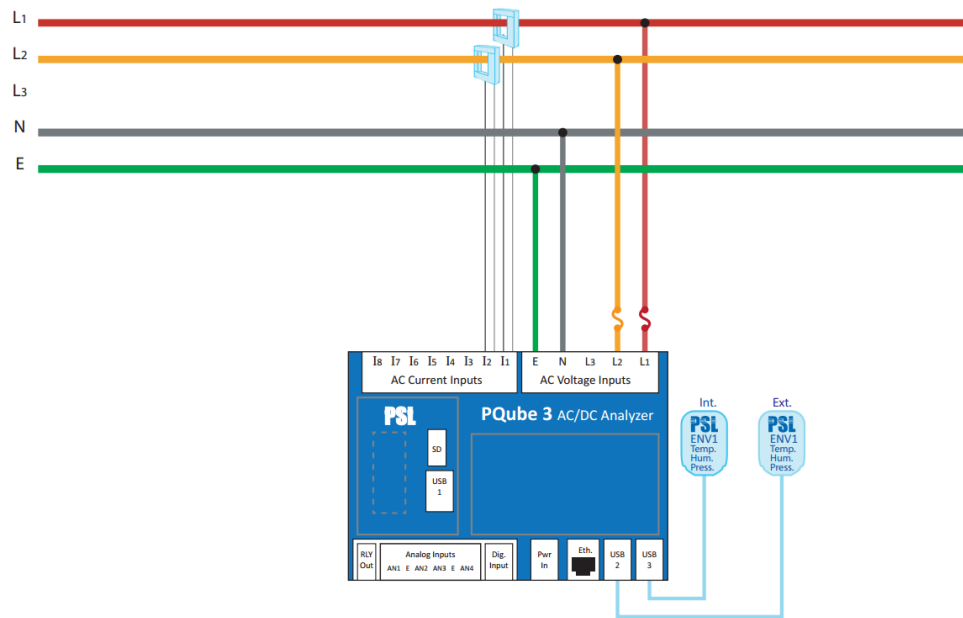 L1
L2
L3
N
E
I8 I7 I6 I5 I4 I3 I2 I1
AC Current Inputs
E N L3 L2 L1
AC Voltage Inputs
PSL
PQube 3 AC/DC Analyzer
SD
USB
1
RLY
Out
Analog Inputs
AN1 E AN2 AN3 E AN4
Dig.
Input
Pwr
In
Eth.
USB
2
USB
3
Int.
PSL
ENV1
Temp.
Hum.
Press.
Ext.
PSL
ENV1
Temp.
Hum.
Press.